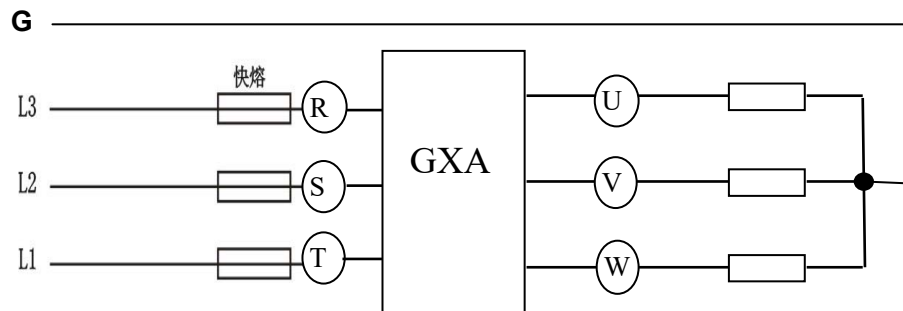 G
快熔
L3 R U
L2 S GXA V
L1 T W